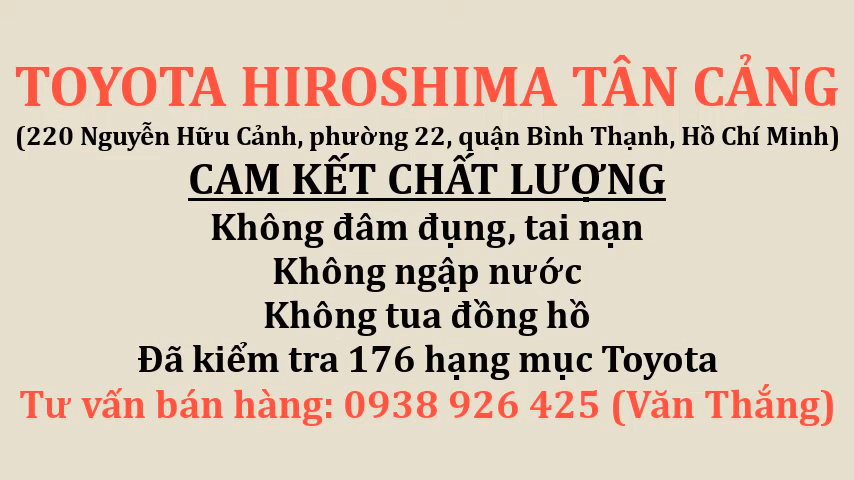 TOYOTA HIROSHIMA TÂN CẢNG
(220 Nguyễn Hữu Cảnh, phường 22, quận Bình Thạnh, Hồ Chí Minh)
CAM KẾT CHẤT LƯỢNG
Không đâm đụng, tai nạn
Không ngập nước
Không tua đồng hồ
Đã kiểm tra 176 hạng mục Toyota
Tư vấn bán hàng: 0938 926 425 (Văn Thắng)